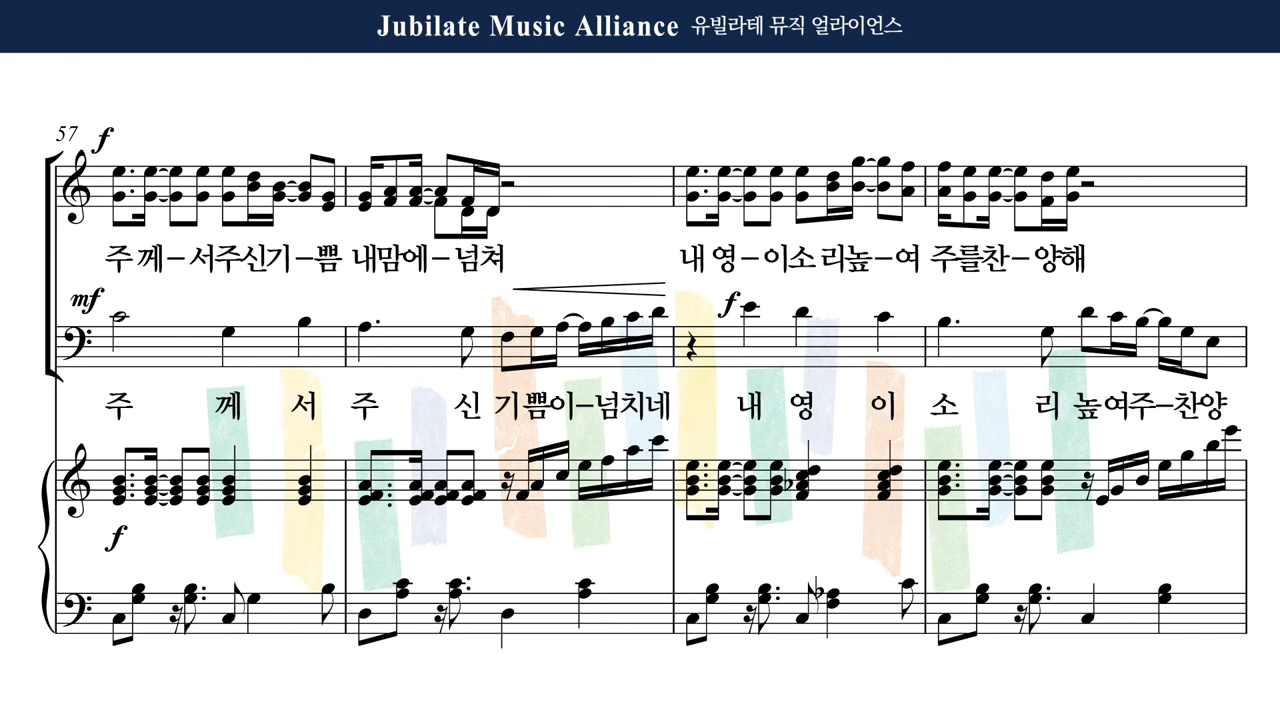 Jubilate Music Alliance 유빌라테 뮤직 얼라이언스
57 f
주 께-서주신기-쁨 내맘에-넘쳐 내 영-이소 리높-여 주를찬-양해
mf f
주 께 서 주 신 기쁨이-넘치네 내 영 이 소 리 높여주-찬양
f